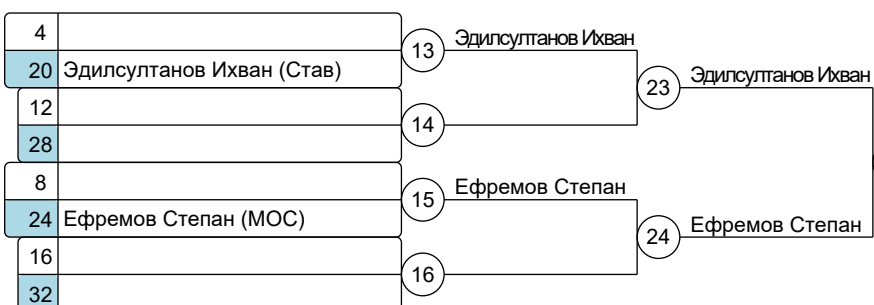 4
Эдилсултанов Ихван
13
20 Эдилсултанов Ихван (Став)
Эдилсултанов Ихван
23
12
14
28
8
Ефремов Степан
15
24 Ефремов Степан (МОС)
Ефремов Степан
24
16
16
32